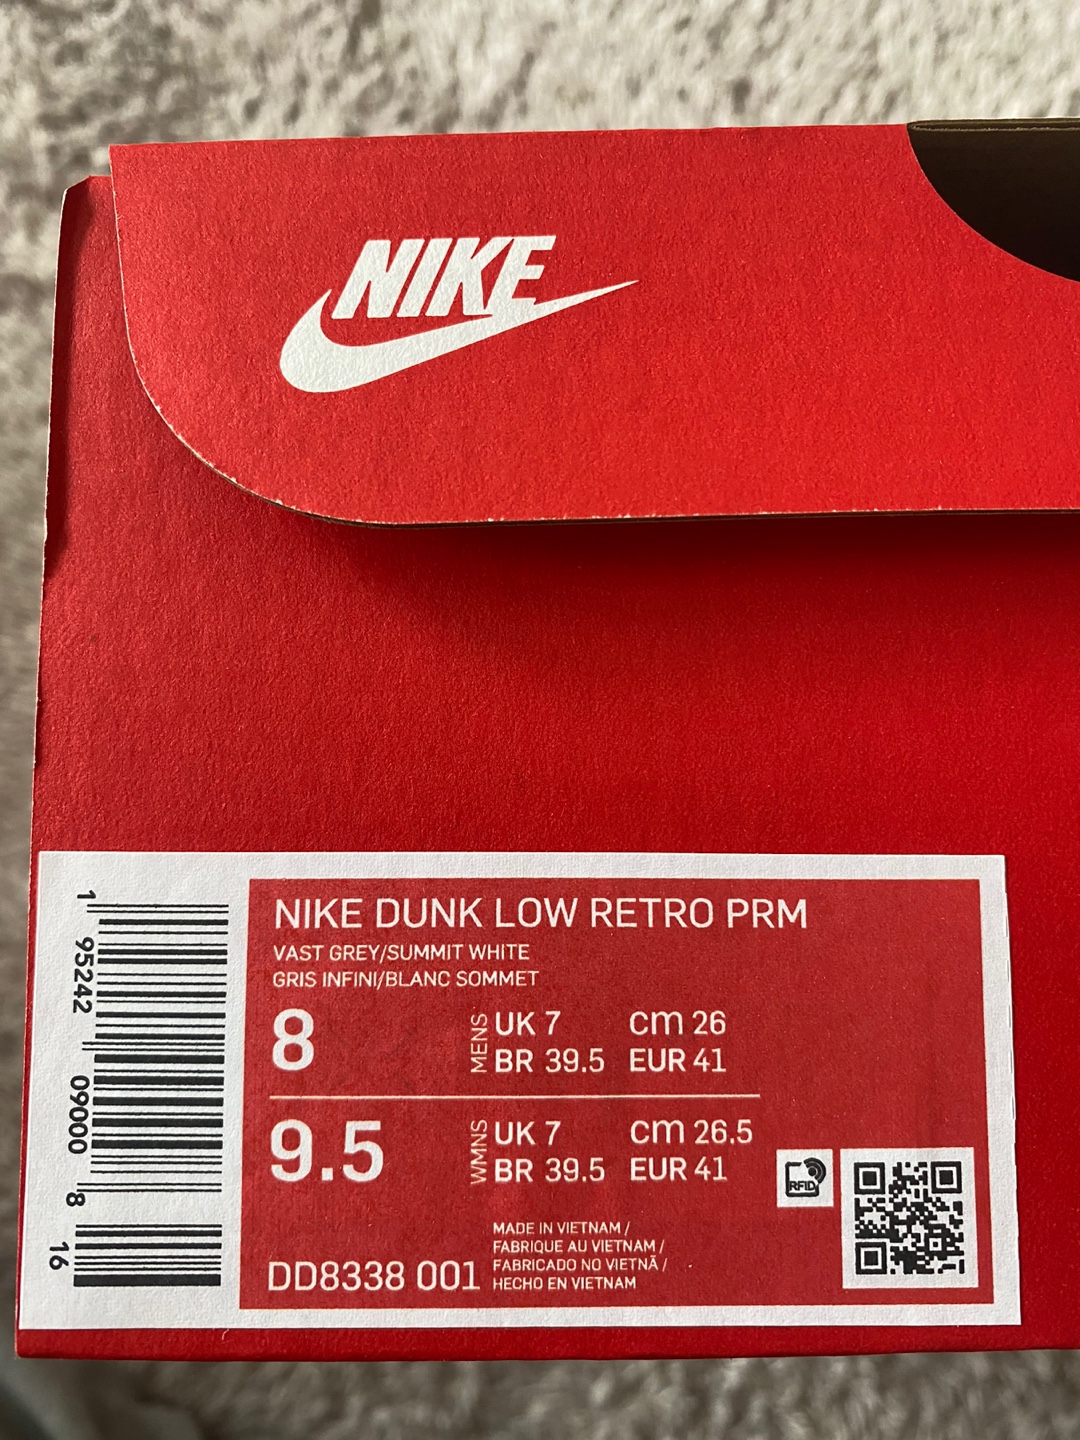 NIKE
NIKE DUNK LOW RETRO PRM
VAST GREY/SUMMIT WHITE
GRIS INFINI/BLANC SOMMET
8
MENS
UK 7 cm 26
BR 39.5 EUR 41
9.5
WMNS
UK 7 cm 26.5
BR 39.5 EUR 41
RFID
MADE IN VIETNAM /
FABRIQUE AU VIETNAM /
FABRICADO NO VIETNÃ /
HECHO EN VIETNAM
DD8338 001
1 95242 09000 8 16